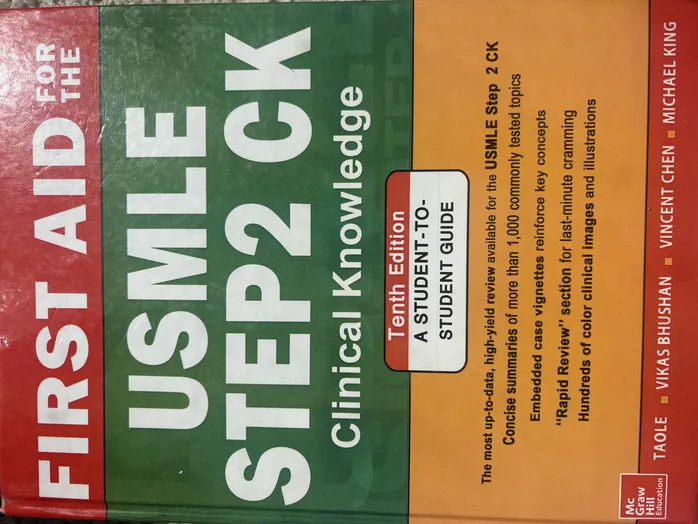 FIRST AID FOR THE
USMLE
STEP2 CK
Clinical Knowledge
Tenth Edition
A STUDENT-TO-
STUDENT GUIDE
The most up-to-data, high-yield review available for the USMLE Step 2 CK
Concise summaries of more than 1,000 commonly tested topics
Embedded case vignettes reinforce key concepts
"Rapid Review" section for last-minute cramming
Hundreds of color clinical images and illustrations
Mc
Graw
Hill
Education
TAOLE ■ VIKAS BHUSHAN ■ VINCENT CHEN ■ MICHAEL KING